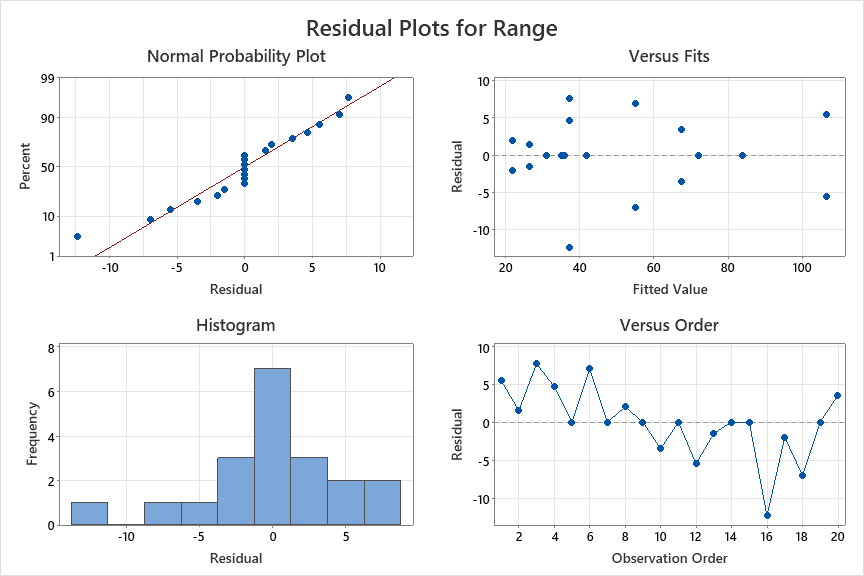 Residual Plots for Range
Normal Probability Plot
99
90
50
10
1
Percent
-10 -5 0 5 10
Residual
Versus Fits
10
5
0
-5
-10
Residual
20 40 60 80 100
Fitted Value
Histogram
8
6
4
2
0
Frequency
-10 -5 0 5
Residual
Versus Order
10
5
0
-5
-10
Residual
2 4 6 8 10 12 14 16 18 20
Observation Order